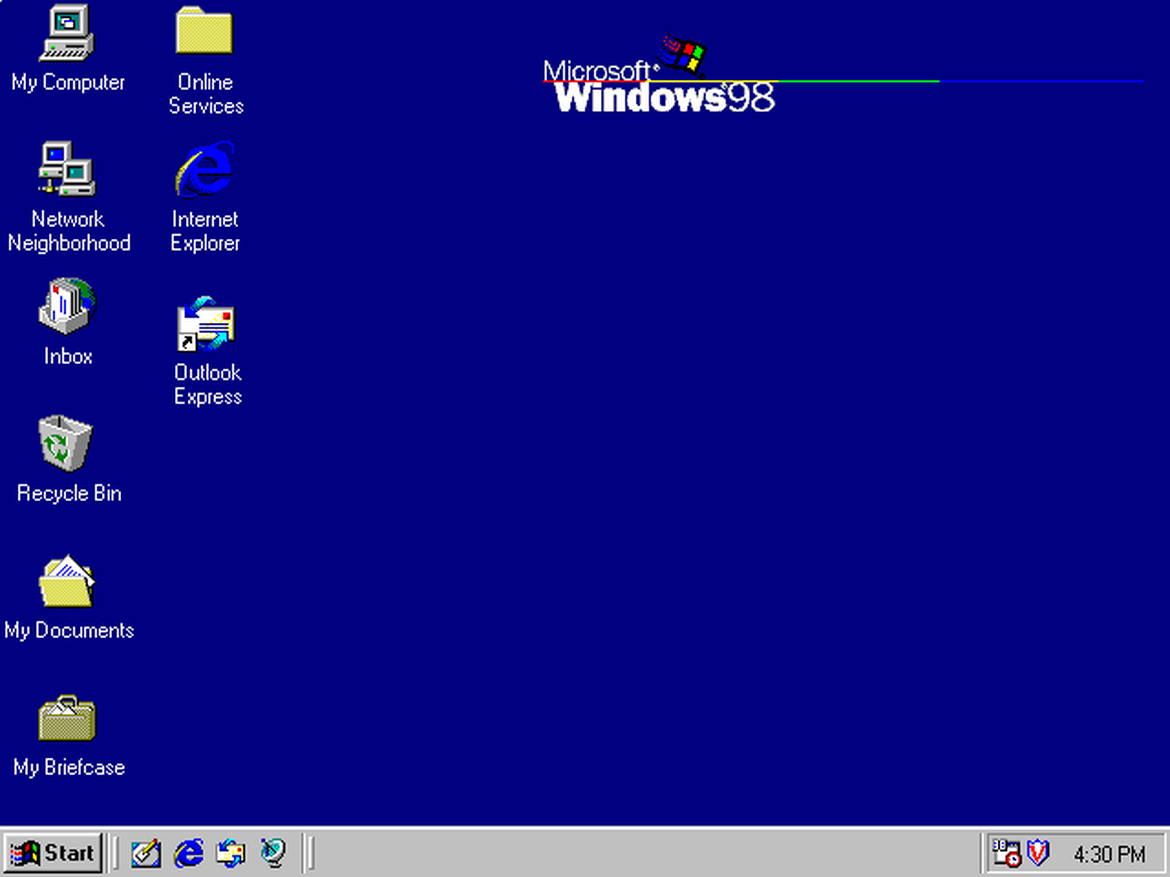 My Computer
Online
Services
Microsoft
Windows 98
Network
Neighborhood
Internet
Explorer
Inbox
Outlook
Express
Recycle Bin
My Documents
My Briefcase
Start
4:30 PM